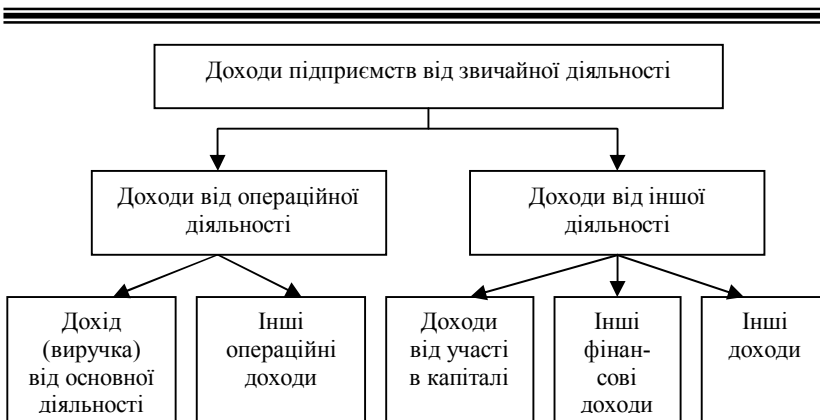 Доходи підприємств від звичайної діяльності
Доходи від операційної
діяльності
Доходи від іншої
діяльності
Дохід
(виручка)
від основної
діяльності
Інші
операційні
доходи
Доходи
від участі
в капіталі
Інші
фінан-
сові
доходи
Інші
доходи